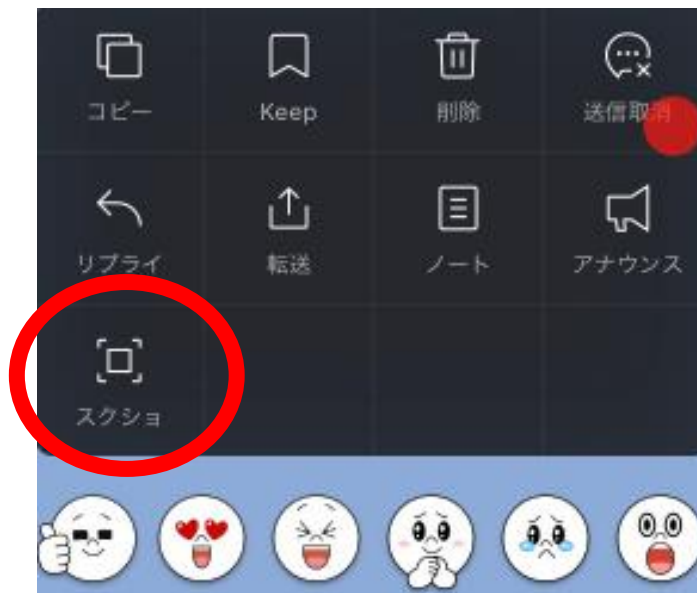 コピー
Keep
削除
送信取消
リプライ
転送
ノート
アナウンス
スクショ